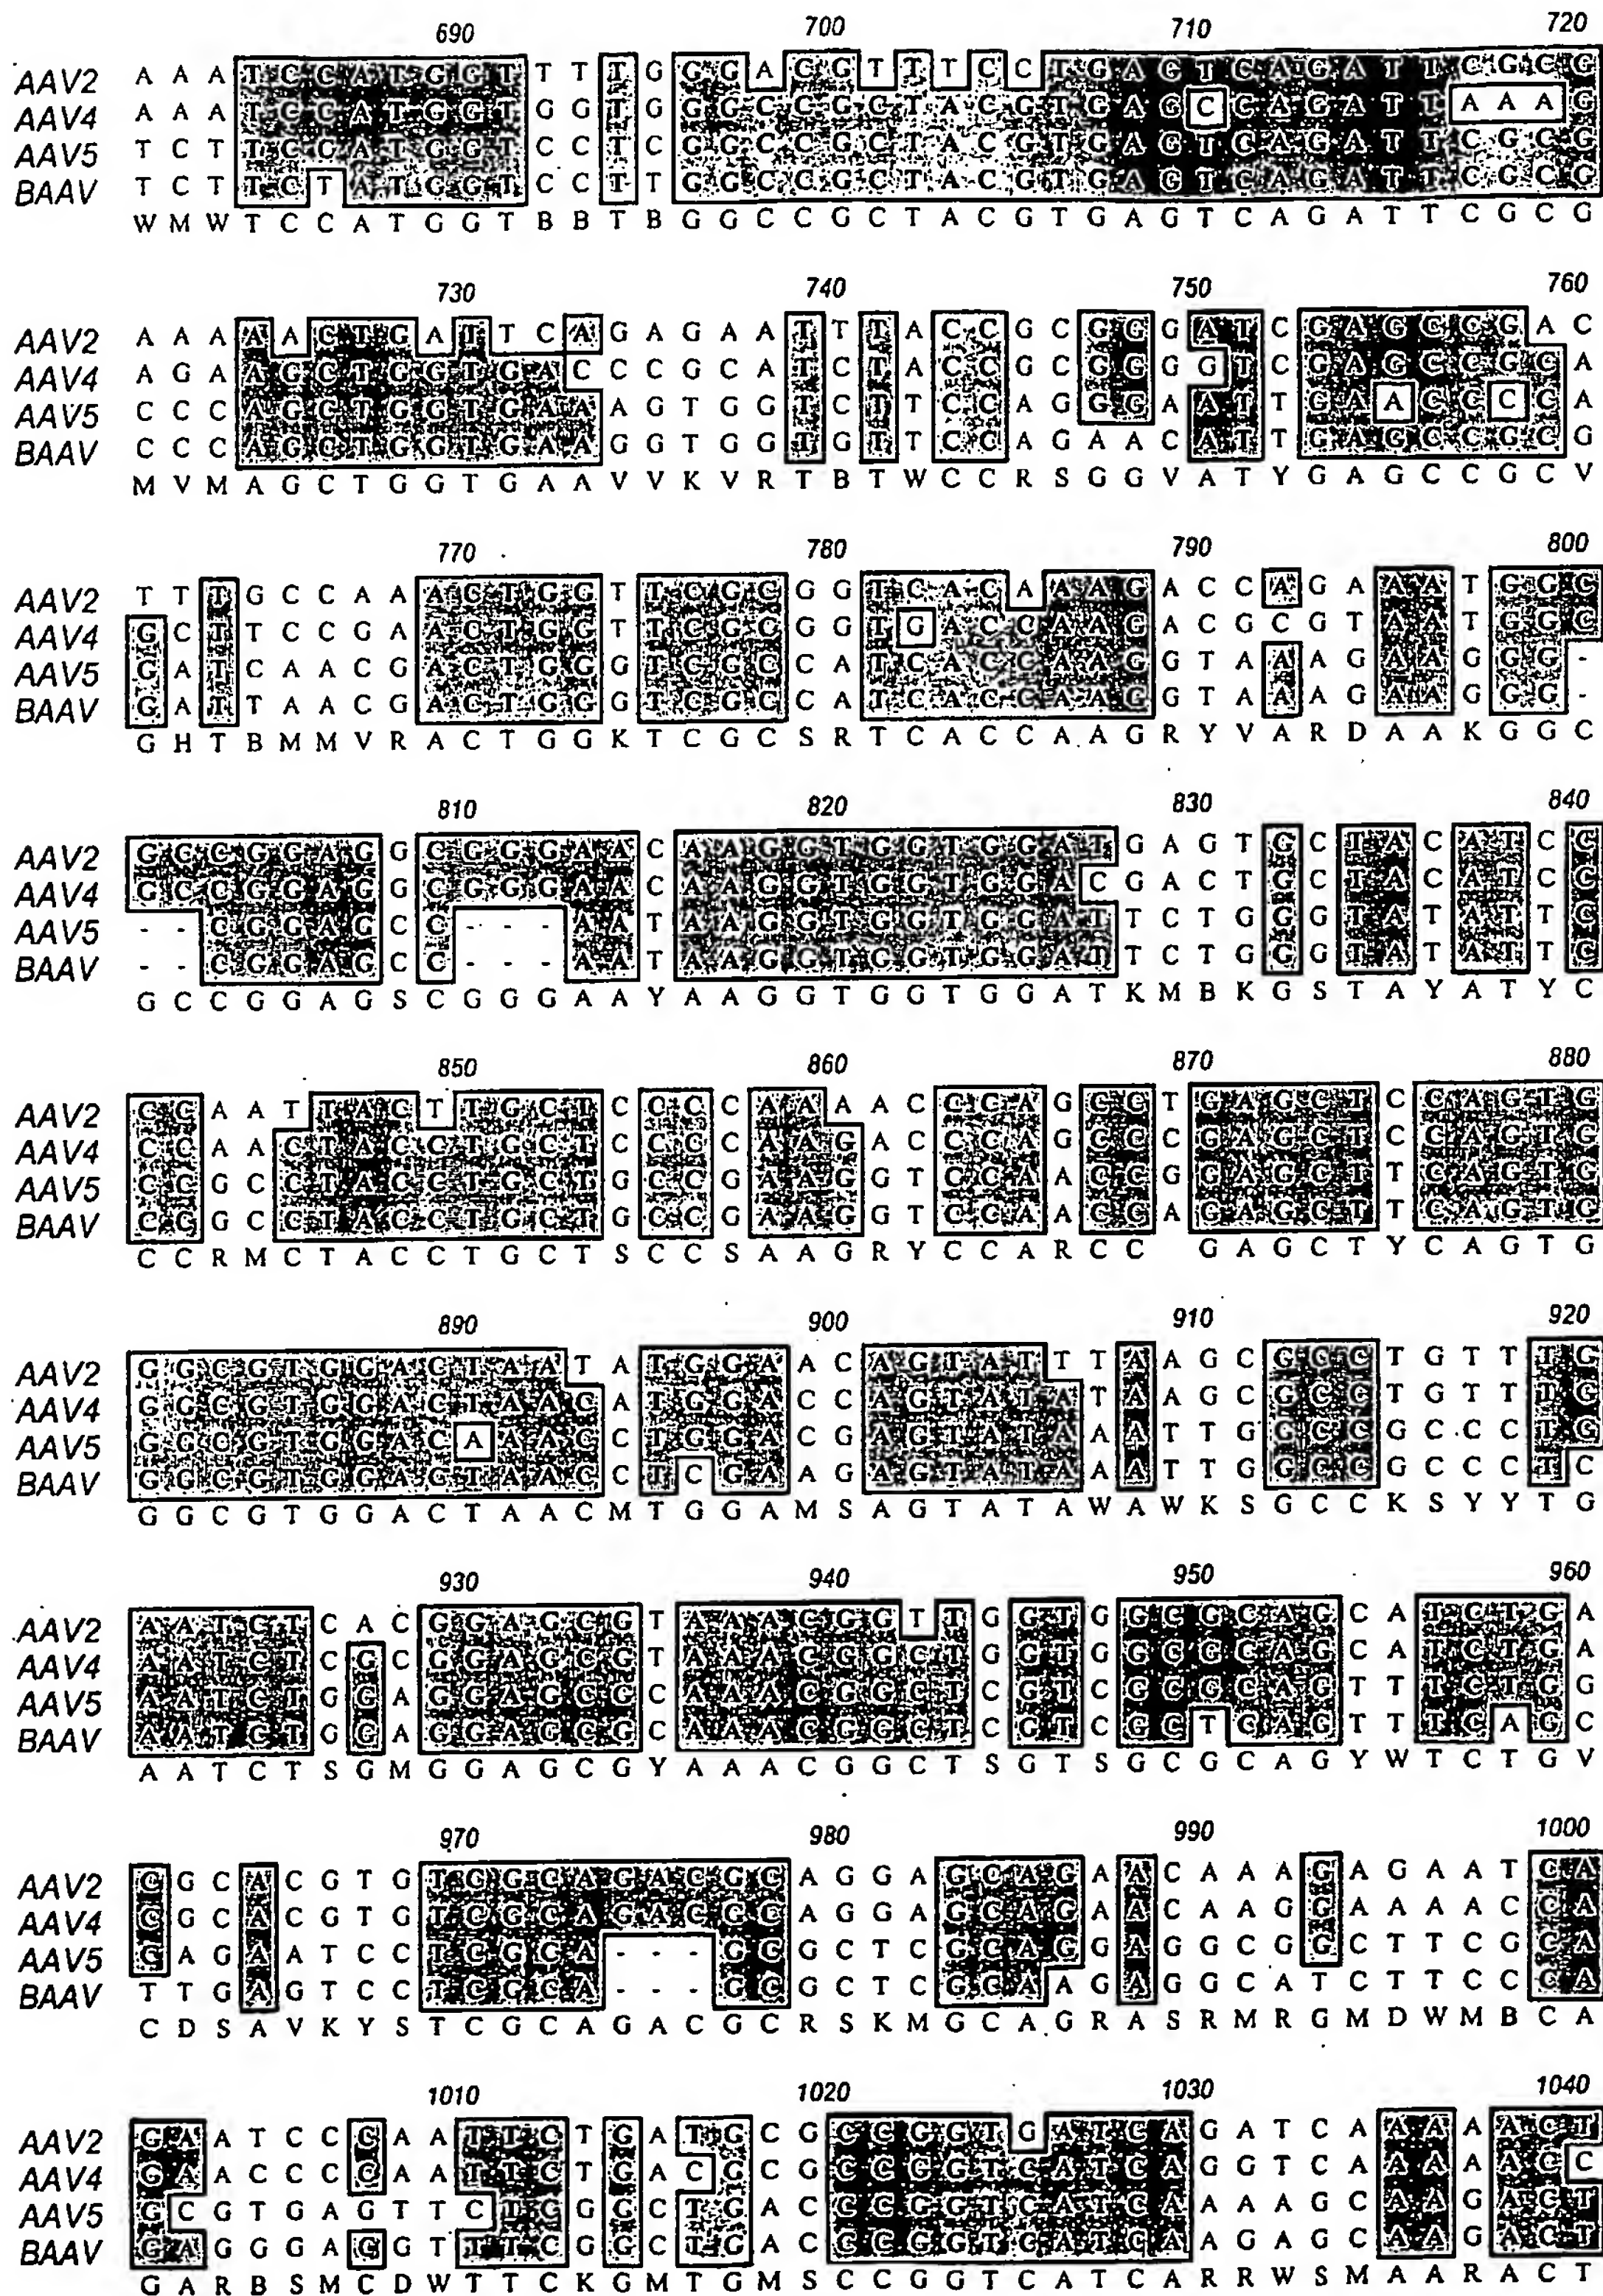 690 700 710 720
AAV2 A A A T C C A T G G T T T T G G G A C G T T T C C T G A G T C A G A T T C G C G
AAV4 A A A T C C A T G G T G G T G G G C C G C T A C G T G A G C C A G A T T A A A G
AAV5 T C T T C C A T G G T C C T C G G C C G C T A C G T G A G T C A G A T T C G C G
BAAV T C T T C T A T G G T C C T T G G C C G C T A C G T G A G T C A G A T T C G C G
W M W T C C A T G G T B B T B G G C C G C T A C G T G A G T C A G A T T C G C G
730 740 750 760
AAV2 A A A A A C T G A T T C A G A G A A T T T A C C G C G G G A T C G A G C C G A C
AAV4 A G A A G C T G G T G A C C C G C A T C T A C C G C G G G G T C G A G C C G C A
AAV5 C C C A G C T G G T G A A A G T G G T C T T C C A G G G A A T T G A A C G C C A
BAAV C C C A G C T G G T G A A G G T G G T G T T C C A G A A C A T T G A G C C G C G
M V M A G C T G G T G A A V V K V R T B T W C C R S G G V A T Y G A G C C G C V
770 780 790 800
AAV2 T T T G C C A A A C T G G T T C G C G G T C A C A A A G A C C A G A A A T G G C
AAV4 G C T T C C G A A C T G G T T C G C G G T G A C C A A G A C G C G T A A T G G C
AAV5 G A T C A A C G A C T G G G T C G C C A T C A C C A A G G T A A A G A A G G G -
BAAV G A T T A A C G A C T G G G T C G C C A T C A C C A A G G T A A A G A A G G G -
G H T B M M V R A C T G G K T C G C S R T C A C C A A G R Y V A R D A A K G G C
810 820 830 840
AAV2 G C C G G A G G C G G G A A C A A G G T G G T G G A T G A G T G C T A C A T C C
AAV4 G C C G G A G G C G G G A A C A A G G T G G T G G A C G A C T G C T A C A T C C
AAV5 - - C G G A G C C - - - A A T A A G G T G G T G G A T T C T G G G T A T A T T C
BAAV - - C G G A G C C - - - A A T A A G G T G G T G G A T T C T G G G T A T A T T C
G C C G G A G S C G G G A A Y A A G G T G G T G G A T K M B K G S T A Y A T Y C
850 860 870 880
AAV2 C C A A T T A C T T G C T C C C C A A A A C C C A G C C T G A G C T C C A G T G
AAV4 C C A A C T A C C T G C T C C C C A A G A C C C A G C C C G A G C T C C A G T G
AAV5 C C G C C T A C C T G C T G C C G A A G G T C C A A C C G G A G C T T C A G T G
BAAV C C G C C T A C C T G C T G C C G A A G G T C C A A C C A G A G C T T C A G T G
C C R M C T A C C T G C T S C C S A A G R Y C C A R C C G A G C T Y C A G T G
890 900 910 920
AAV2 G G C G T G G A C T A A T A T G G A A C A G T A T T T A A G C G C C T G T T T G
AAV4 G G C G T G G A C T A A C A T G G A C C A G T A T A T A A G C G C C T G T T T G
AAV5 G G C G T G G A C A A A C C T G G A C G A G T A T A A A T T G G C C G C C C T G
BAAV G G C G T G G A C T A A C C T C G A A G A G T A T A A A T T G G C C G C C C T C
G G C G T G G A C T A A C M T G G A M S A G T A T A W A W K S G C C K S Y Y T G
930 940 950 960
AAV2 A A T C T C A C G G A G C G T A A A C G G T T G G T G G C G C A G C A T C T G A
AAV4 A A T C T C G C G G A G C G T A A A C G G C T G G T G G C G C A G C A T C T G A
AAV5 A A T C T G G A G G A G C G C A A A C G G C T C G T C G C G C A G T T T C T G G
BAAV A A T C T G G A G G A G C G C A A A C G G C T C G T C G C T C A G T T T C A G C
A A T C T S G M G G A G C G Y A A A C G G C T S G T S G C G C A G Y W T C T G V
970 980 990 1000
AAV2 C G C A C G T G T C G C A G A C G C A G G A G C A G A A C A A A G A G A A T C A
AAV4 C G C A C G T G T C G C A G A C G C A G G A G C A G A A C A A G G A A A A C C A
AAV5 G A G A A T C C T C G C A - - - G C G C T C G C A G G A G G C G G C T T C G C A
BAAV T T G A G T C C T C G C A - - - G C G C T C G C A A G A G G C A T C T T C C C A
C D S A V K Y S T C G C A G A C G C R S K M G C A G R A S R M R G M D W M B C A
1010 1020 1030 1040
AAV2 G A A T C C C A A T T C T G A T G C G C C G G T G A T C A G A T C A A A A A C T
AAV4 G A A C C C C A A T T C T G A C G C G C C G G T C A T C A G G T C A A A A A C C
AAV5 G C G T G A G T T C T C G G C T G A C C C G G T C A T C A A A A G C A A G A C T
BAAV G A G G G A C G T T T C G G C T G A C C C G G T C A T C A A G A G C A A G A C T
G A R B S M C D W T T C K G M T G M S C C G G T C A T C A R R W S M A A R A C T